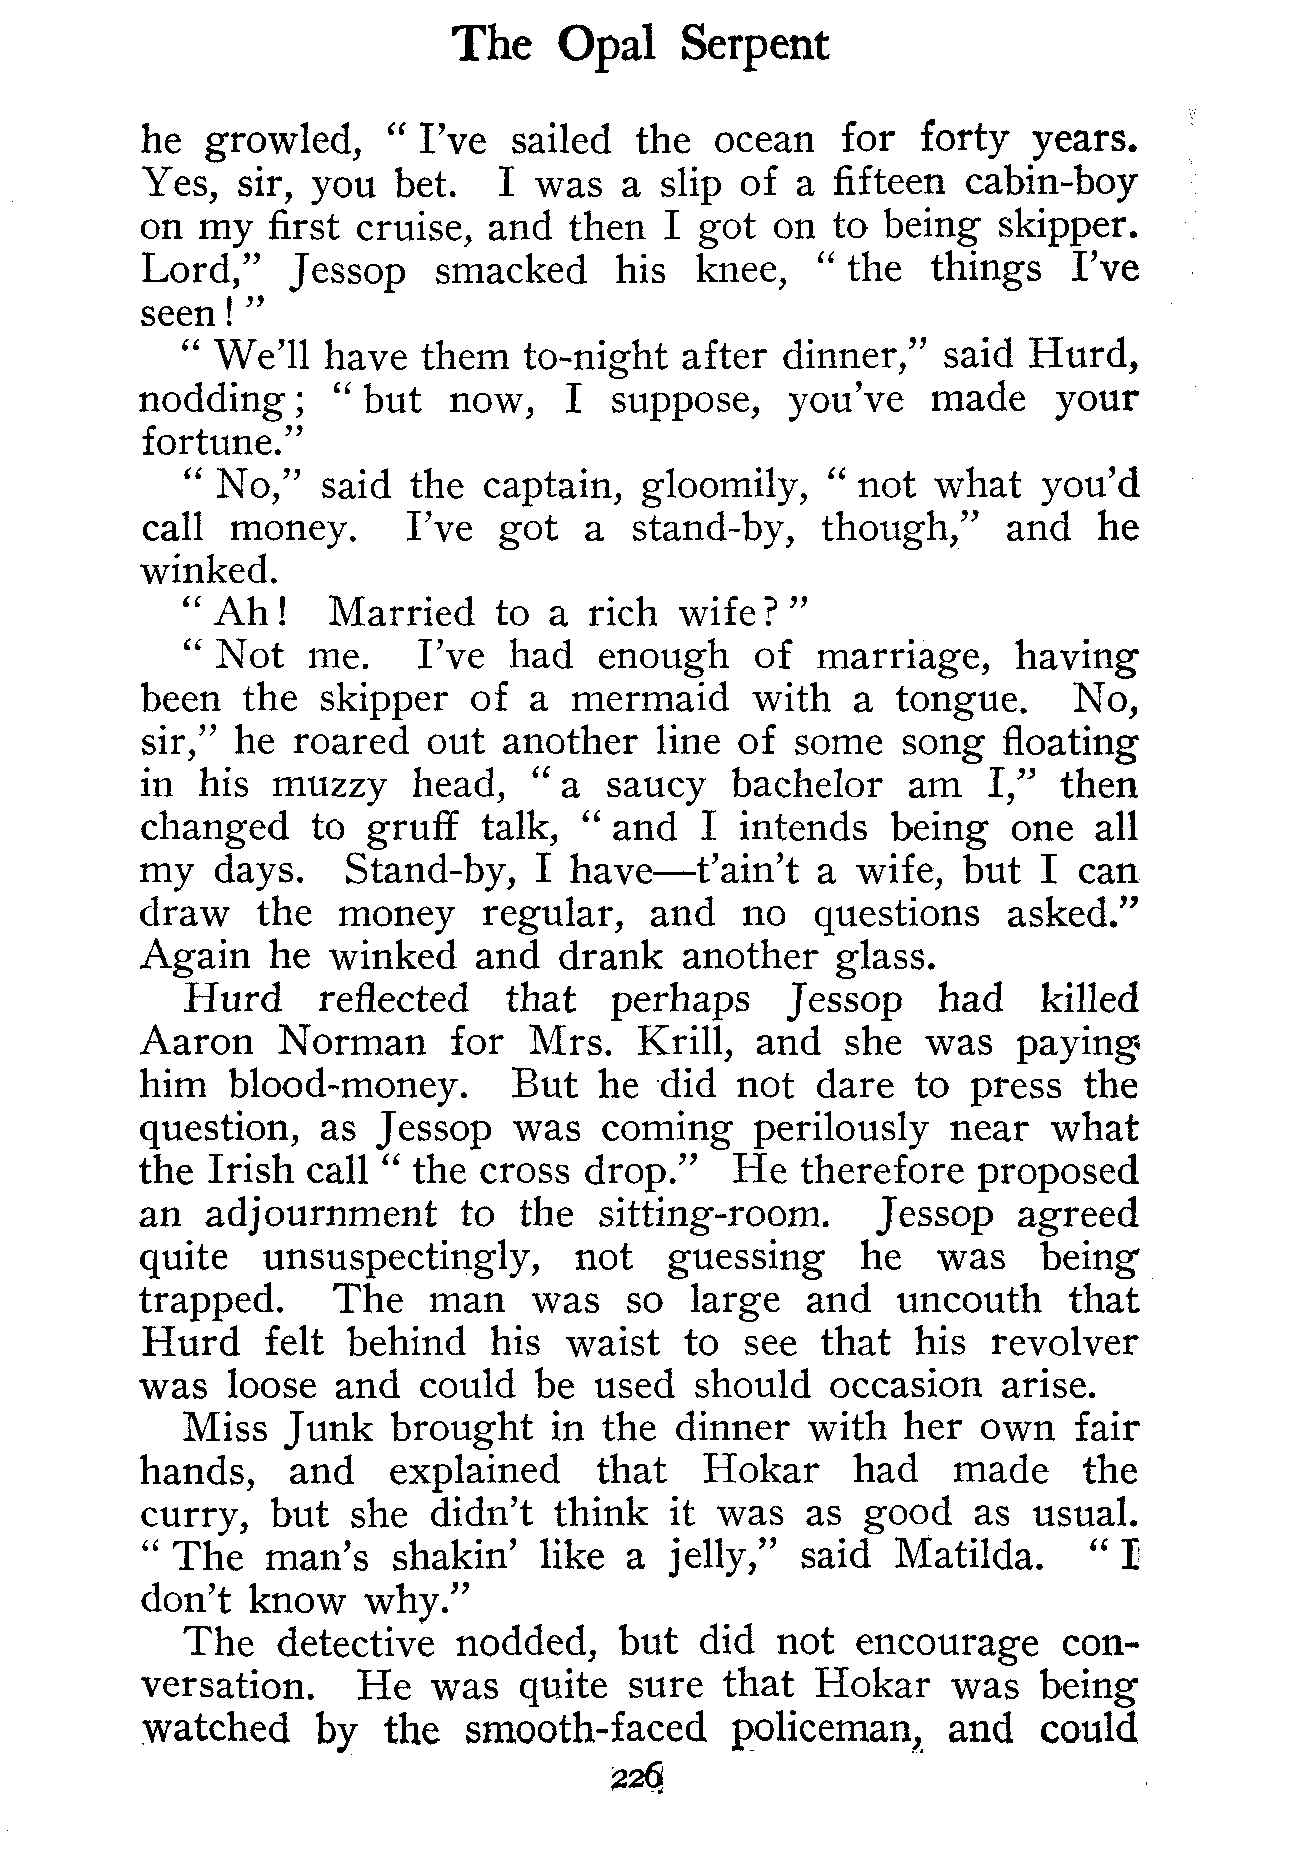 The Opal Serpent
he growled, “ I’ve sailed the ocean for forty years.
Yes, sir, you bet. I was a slip of a fifteen cabin-boy
on my first cruise, and then I got on to being skipper.
Lord,” Jessop smacked his knee, “ the things I’ve
seen ! ”
“ We’ll have them to-night after dinner,” said Hurd,
nodding ; “ but now, I suppose, you’ve made your
fortune.”
“ No,” said the captain, gloomily, “ not what you’d
call money. I’ve got a stand-by, though,” and he
winked.
“ Ah ! Married to a rich wife ? ”
“ Not me. I’ve had enough of marriage, having
been the skipper of a mermaid with a tongue. No,
sir,” he roared out another line of some song floating
in his muzzy head, “ a saucy bachelor am I,” then
changed to gruff talk, “ and I intends being one all
my days. Stand-by, I have—t’ain’t a wife, but I can
draw the money regular, and no questions asked.”
Again he winked and drank another glass.
Hurd reflected that perhaps Jessop had killed
Aaron Norman for Mrs. Krill, and she was paying
him blood-money. But he did not dare to press the
question, as Jessop was coming perilously near what
the Irish call “ the cross drop.” He therefore proposed
an adjournment to the sitting-room. Jessop agreed
quite unsuspectingly, not guessing he was being
trapped. The man was so large and uncouth that
Hurd felt behind his waist to see that his revolver
was loose and could be used should occasion arise.
Miss Junk brought in the dinner with her own fair
hands, and explained that Hokar had made the
curry, but she didn’t think it was as good as usual.
“ The man’s shakin’ like a jelly,” said Matilda. “ I
don’t know why.”
The detective nodded, but did not encourage con-
versation. He was quite sure that Hokar was being
watched by the smooth-faced policeman, and could
226